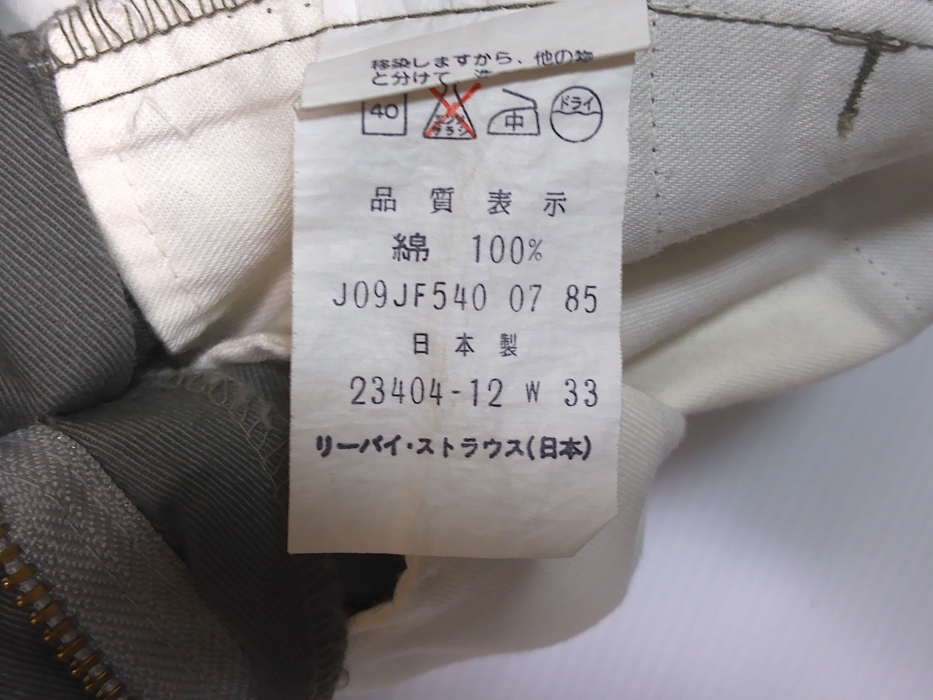 移染しますから、他の物
と分けて 洗
40 エンソ サラシ 中 ドライ
品質表示
綿 100%
J09JF540 07 85
日本製
23404-12 W 33
リーバイ・ストラウス(日本)